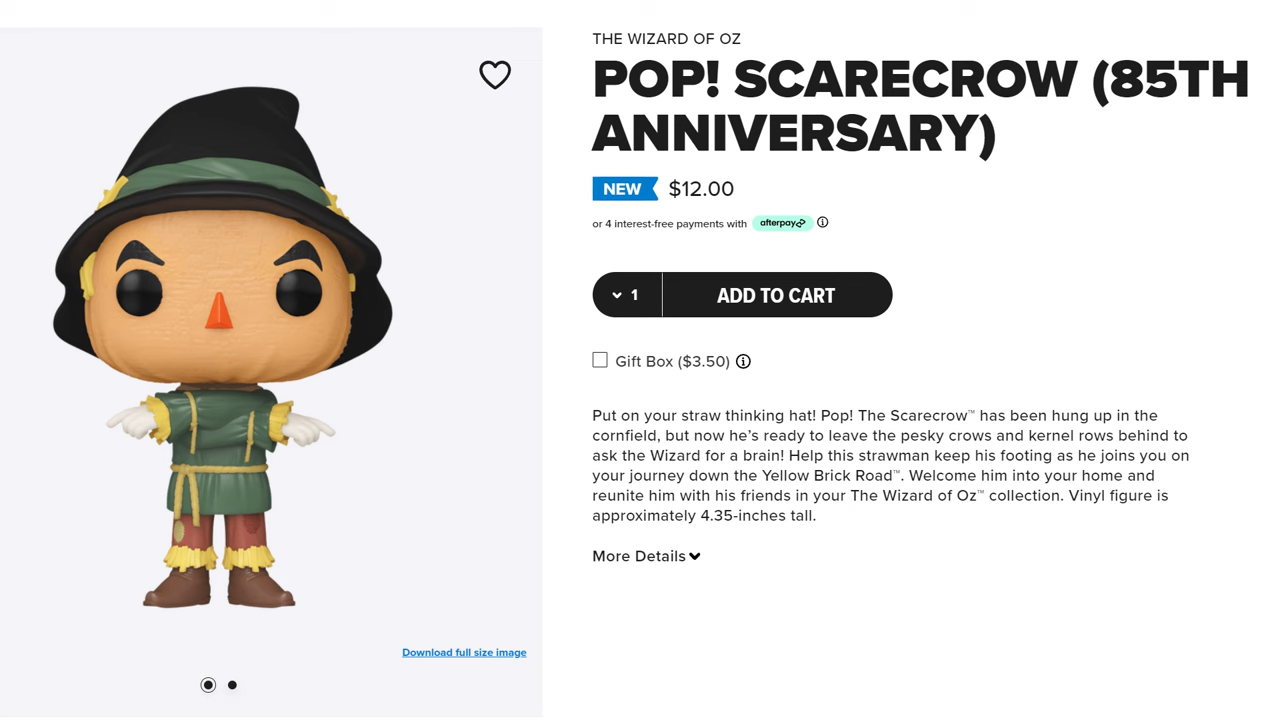 THE WIZARD OF OZ
POP! SCARECROW (85TH
ANNIVERSARY)
NEW $12.00
or 4 interest-free payments with afterpay
1 ADD TO CART
Gift Box ($3.50)
Put on your straw thinking hat! Pop! The Scarecrow™ has been hung up in the
cornfield, but now he’s ready to leave the pesky crows and kernel rows behind to
ask the Wizard for a brain! Help this strawman keep his footing as he joins you on
your journey down the Yellow Brick Road™. Welcome him into your home and
reunite him with his friends in your The Wizard of Oz™ collection. Vinyl figure is
approximately 4.35-inches tall.
More Details
Download full size image